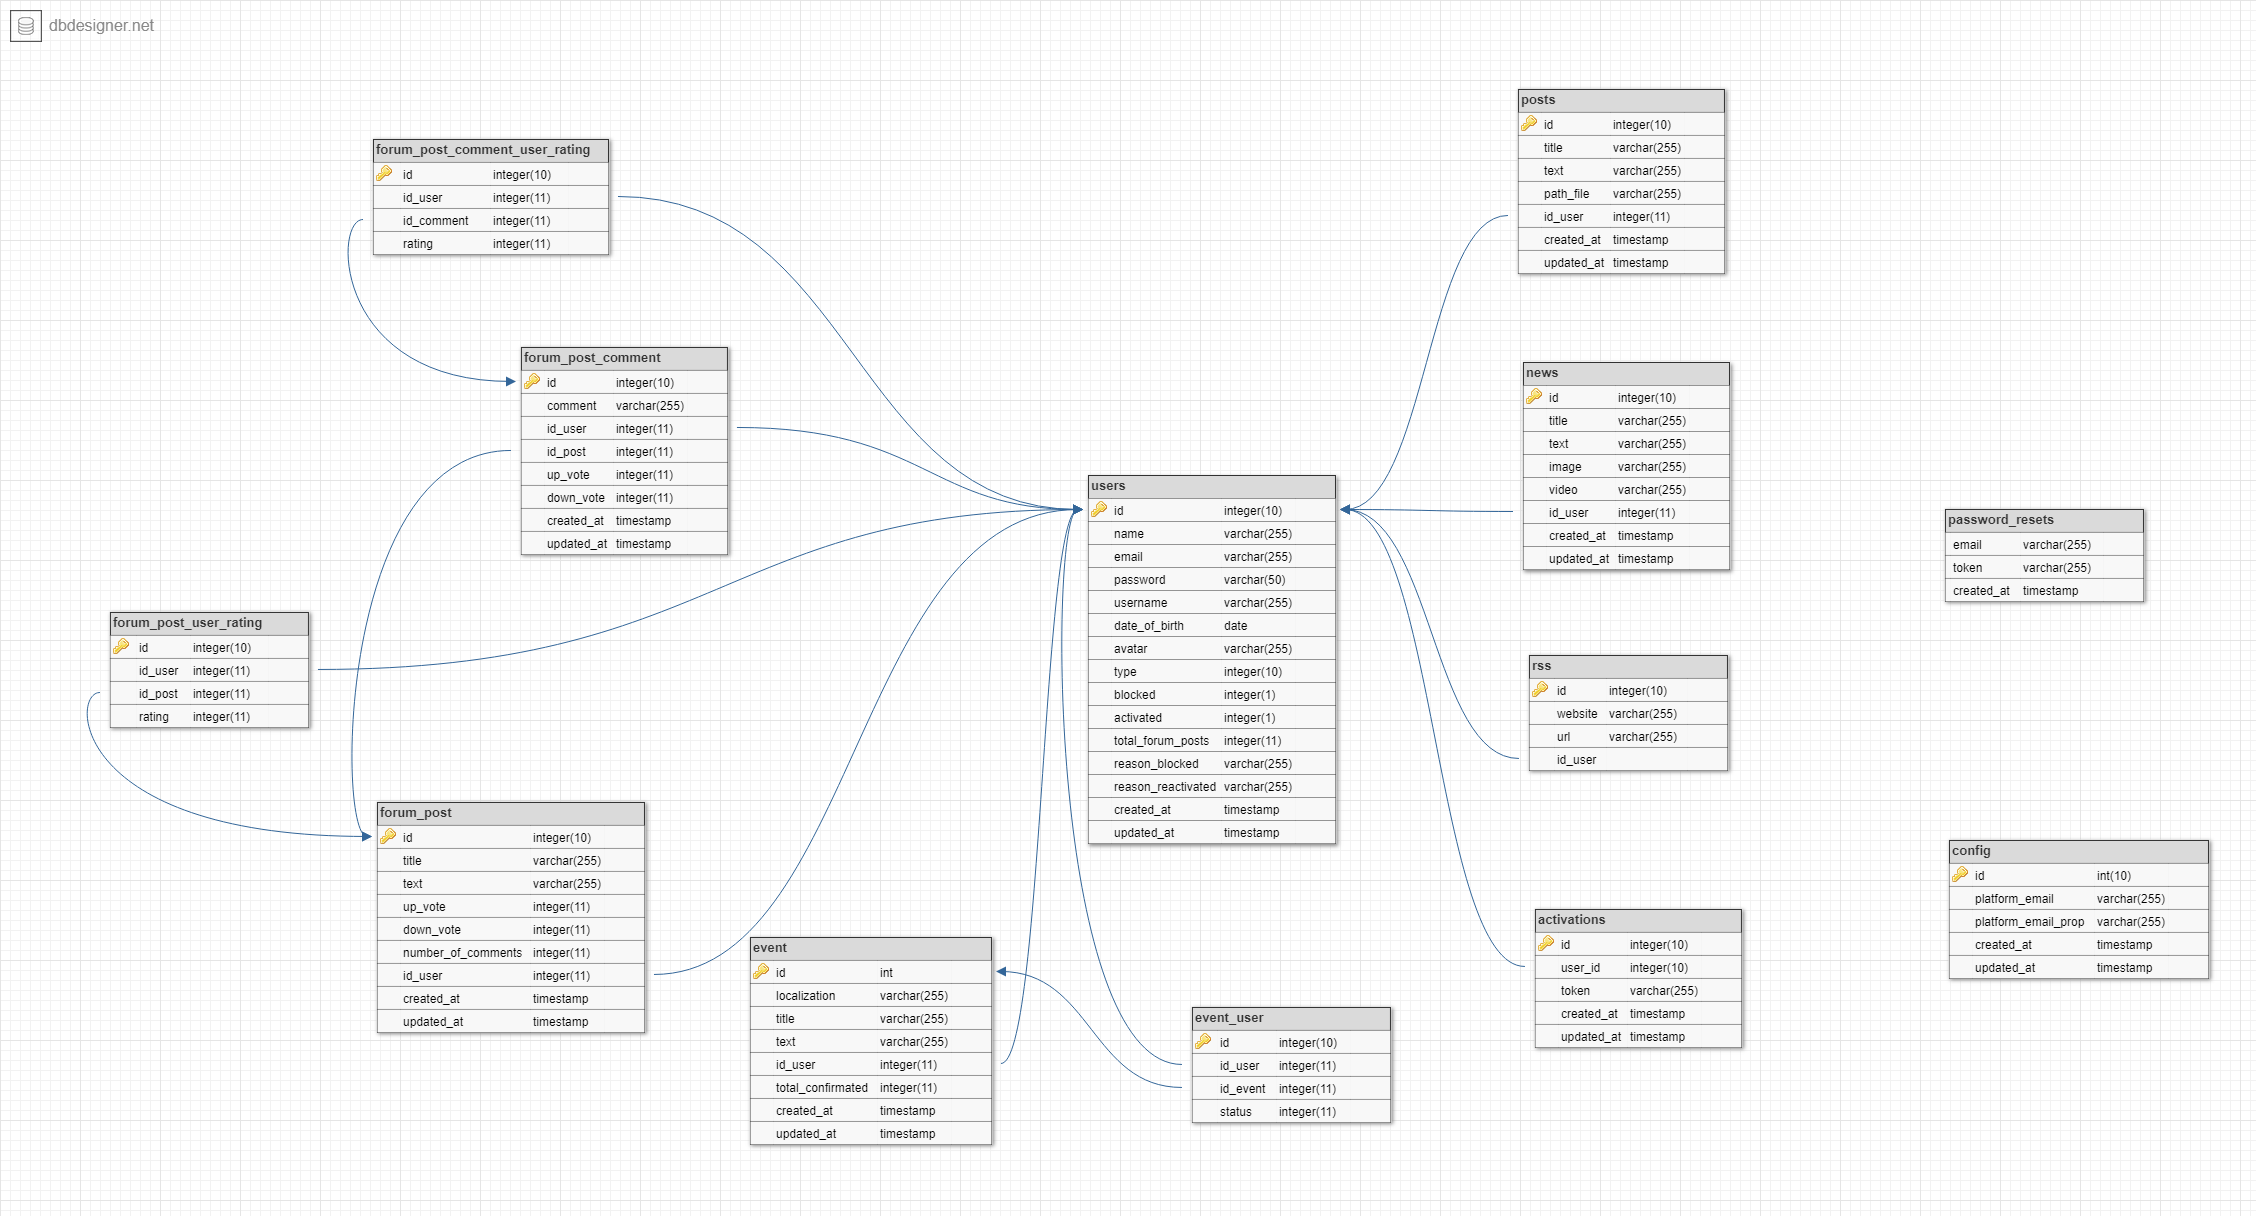 dbdesigner.net
posts
id integer(10)
title varchar(255)
text varchar(255)
path_file varchar(255)
id_user integer(11)
created_at timestamp
updated_at timestamp
forum_post_comment_user_rating
id integer(10)
id_user integer(11)
id_comment integer(11)
rating integer(11)
forum_post_comment
id integer(10)
comment varchar(255)
id_user integer(11)
id_post integer(11)
up_vote integer(11)
down_vote integer(11)
created_at timestamp
updated_at timestamp
news
id integer(10)
title varchar(255)
text varchar(255)
image varchar(255)
video varchar(255)
id_user integer(11)
created_at timestamp
updated_at timestamp
users
id integer(10)
name varchar(255)
email varchar(255)
password varchar(50)
username varchar(255)
date_of_birth date
avatar varchar(255)
type integer(10)
blocked integer(1)
activated integer(1)
total_forum_posts integer(11)
reason_blocked varchar(255)
reason_reactivated varchar(255)
created_at timestamp
updated_at timestamp
password_resets
email varchar(255)
token varchar(255)
created_at timestamp
forum_post_user_rating
id integer(10)
id_user integer(11)
id_post integer(11)
rating integer(11)
rss
id integer(10)
website varchar(255)
url varchar(255)
id_user
forum_post
id integer(10)
title varchar(255)
text varchar(255)
up_vote integer(11)
down_vote integer(11)
number_of_comments integer(11)
id_user integer(11)
created_at timestamp
updated_at timestamp
config
id int(10)
platform_email varchar(255)
platform_email_prop varchar(255)
created_at timestamp
updated_at timestamp
activations
id integer(10)
user_id integer(10)
token varchar(255)
created_at timestamp
updated_at timestamp
event
id int
localization varchar(255)
title varchar(255)
text varchar(255)
id_user integer(11)
total_confirmated integer(11)
created_at timestamp
updated_at timestamp
event_user
id integer(10)
id_user integer(11)
id_event integer(11)
status integer(11)